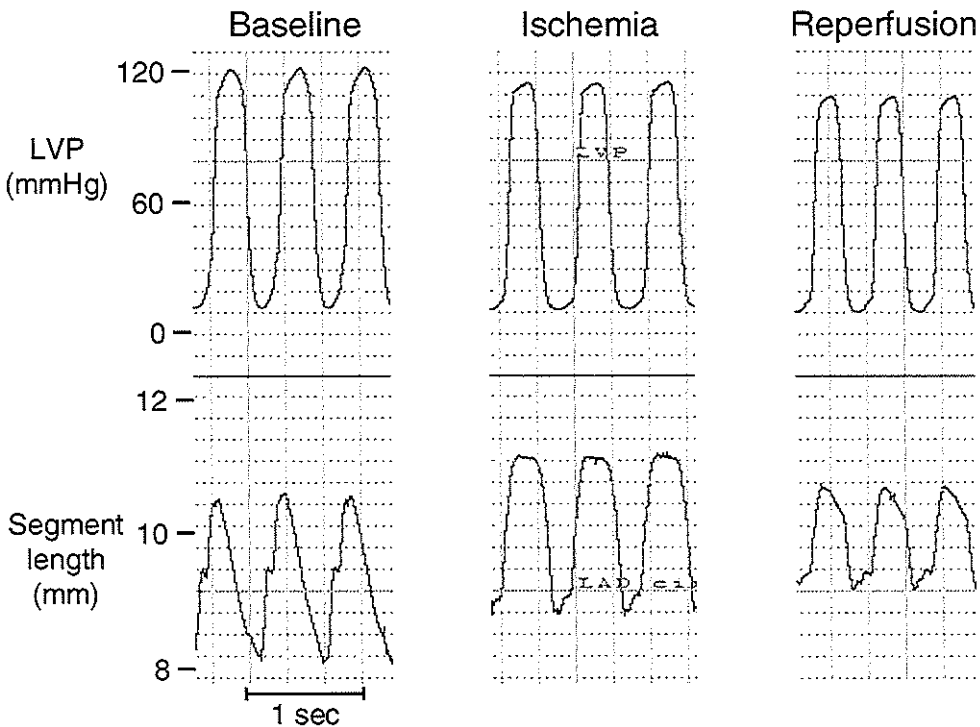 Baseline Ischemia Reperfusion
120
LVP
(mmHg)
60
0
LVP
12
10
Segment
length
(mm)
8
LAD
1 sec